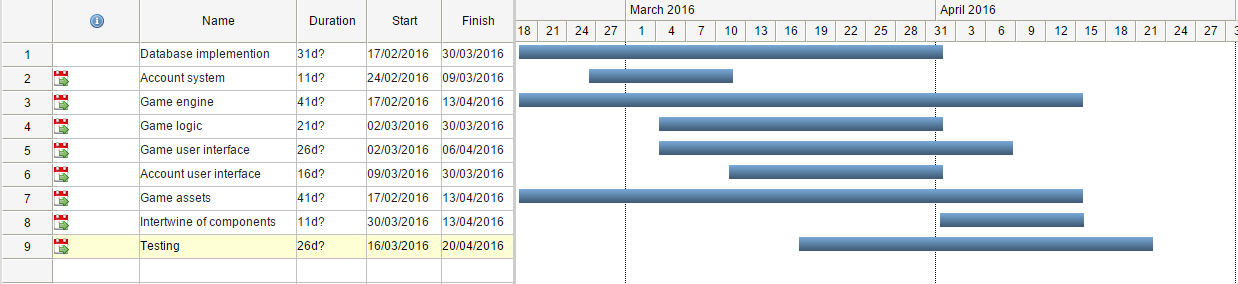 March 2016 April 2016
Name Duration Start Finish
18 21 24 27 1 4 7 10 13 16 19 22 25 28 31 3 6 9 12 15 18 21 24 27 3
1 Database implemention 31d? 17/02/2016 30/03/2016
2 Account system 11d? 24/02/2016 09/03/2016
3 Game engine 41d? 17/02/2016 13/04/2016
4 Game logic 21d? 02/03/2016 30/03/2016
5 Game user interface 26d? 02/03/2016 06/04/2016
6 Account user interface 16d? 09/03/2016 30/03/2016
7 Game assets 41d? 17/02/2016 13/04/2016
8 Intertwine of components 11d? 30/03/2016 13/04/2016
9 Testing 26d? 16/03/2016 20/04/2016